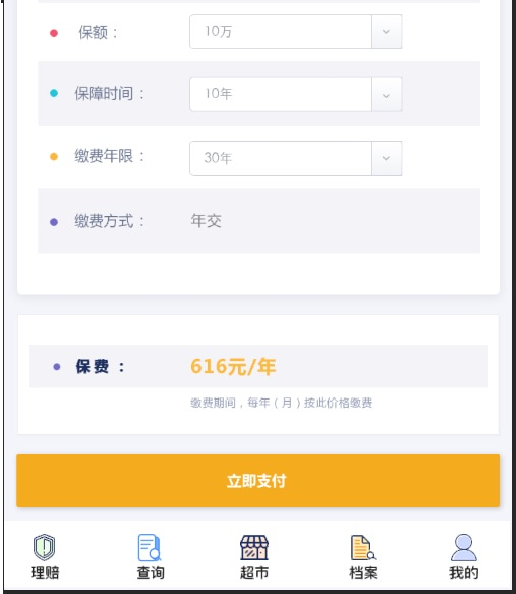 保额：
10万
保障时间：
10年
缴费年限：
30年
缴费方式：
年交
保费：
616元/年
缴费期间，每年（月）按此价格缴费
立即支付
理赔
查询
超市
档案
我的